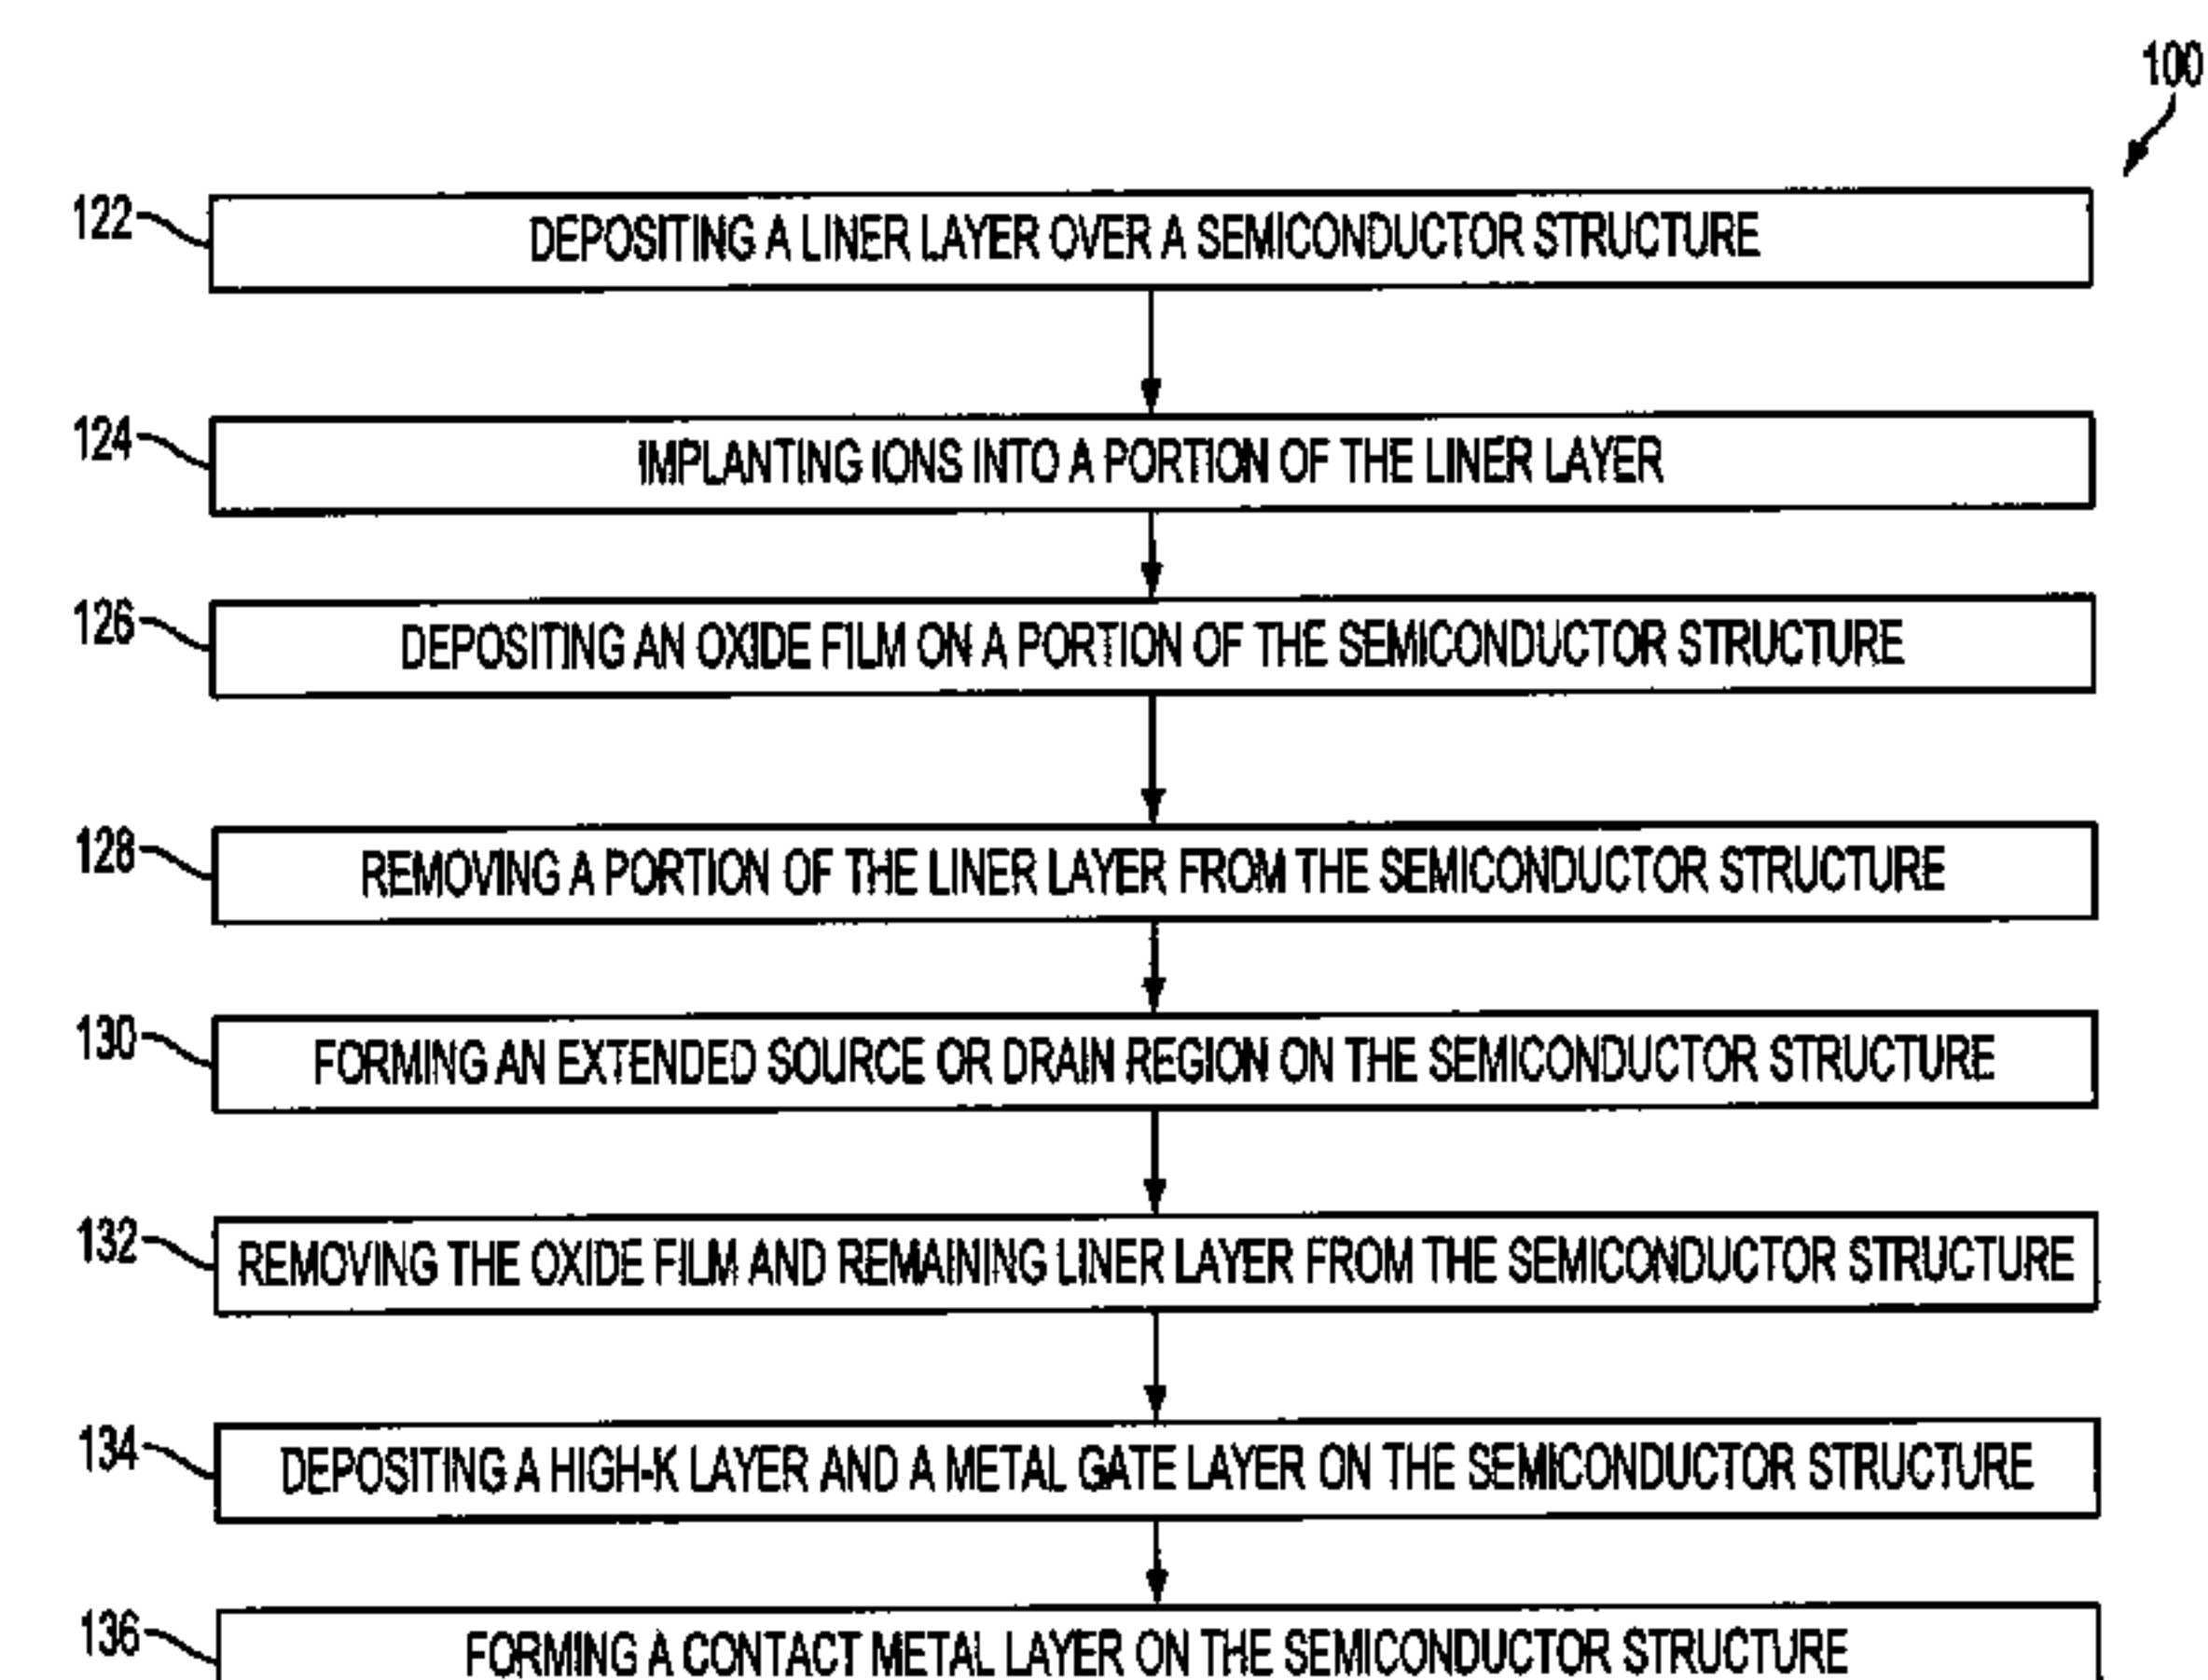 100
122 DEPOSITING A LINER LAYER OVER A SEMICONDUCTOR STRUCTURE
124 IMPLANTING IONS INTO A PORTION OF THE LINER LAYER
126 DEPOSITING AN OXIDE FILM ON A PORTION OF THE SEMICONDUCTOR STRUCTURE
128 REMOVING A PORTION OF THE LINER LAYER FROM THE SEMICONDUCTOR STRUCTURE
130 FORMING AN EXTENDED SOURCE OR DRAIN REGION ON THE SEMICONDUCTOR STRUCTURE
132 REMOVING THE OXIDE FILM AND REMAINING LINER LAYER FROM THE SEMICONDUCTOR STRUCTURE
134 DEPOSITING A HIGH-K LAYER AND A METAL GATE LAYER ON THE SEMICONDUCTOR STRUCTURE
136 FORMING A CONTACT METAL LAYER ON THE SEMICONDUCTOR STRUCTURE